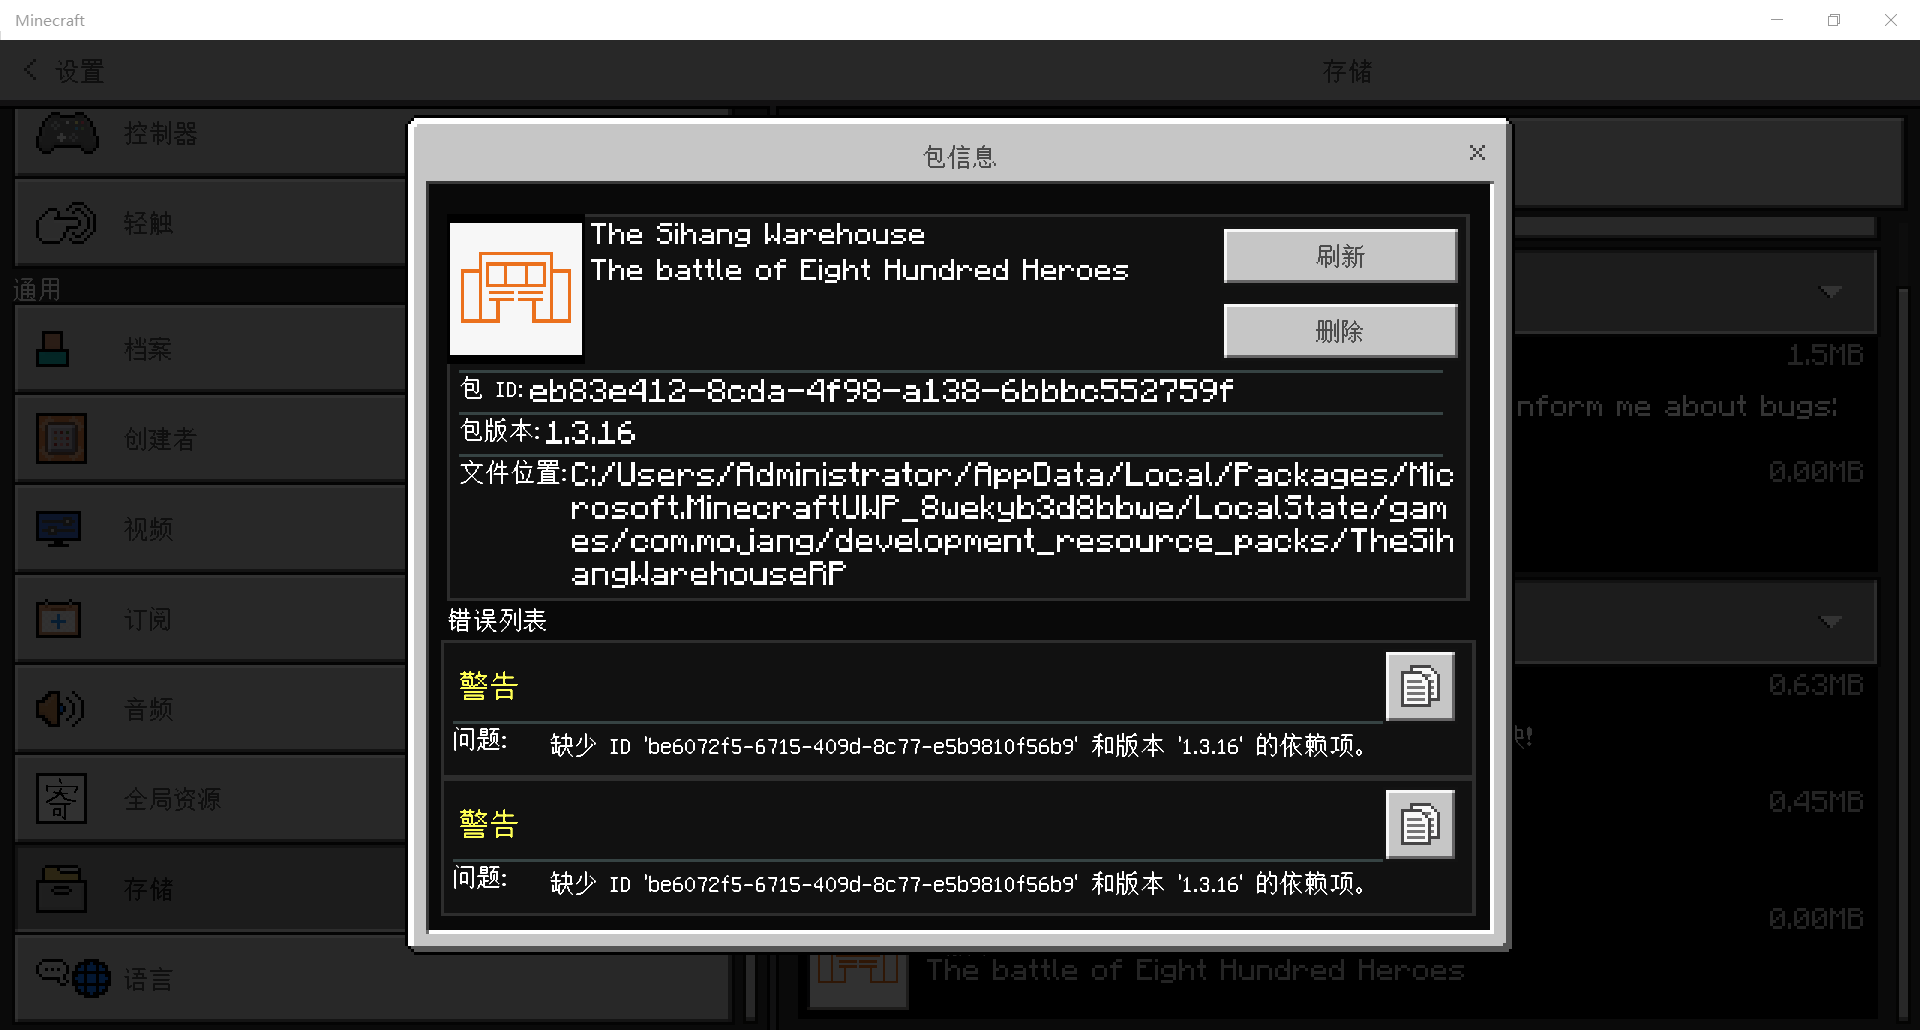 Minecraft
设置
存储
控制器
轻触
通用
档案
创建者
视频
订阅
音频
全局资源
存储
语言
包信息
The Sihang Warehouse
The battle of Eight Hundred Heroes
刷新
删除
包 ID: eb83e412-8cda-4f98-a138-6bbbc552759f
包版本: 1.3.16
文件位置: C:/Users/Administrator/AppData/Local/Packages/Mic
rosoft.MinecraftUWP_8wekyb3d8bbwe/LocalState/gam
es/com.mojang/development_resource_packs/TheSih
angWarehouseRP
错误列表
警告
问题: 缺少 ID 'be6072f5-6715-409d-8c77-e5b9810f56b9' 和版本 '1.3.16' 的依赖项。
警告
问题: 缺少 ID 'be6072f5-6715-409d-8c77-e5b9810f56b9' 和版本 '1.3.16' 的依赖项。
1.5MB
nform me about bugs:
0.00MB
0.63MB
0.45MB
0.00MB
The battle of Eight Hundred Heroes